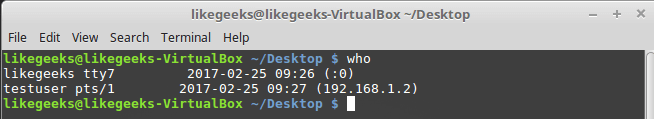 likegeeks@likegeeks-VirtualBox ~/Desktop
File Edit View Search Terminal Help
likegeeks@likegeeks-VirtualBox ~/Desktop $ who
likegeeks tty7         2017-02-25 09:26 (:0)
testuser pts/1        2017-02-25 09:27 (192.168.1.2)
likegeeks@likegeeks-VirtualBox ~/Desktop $